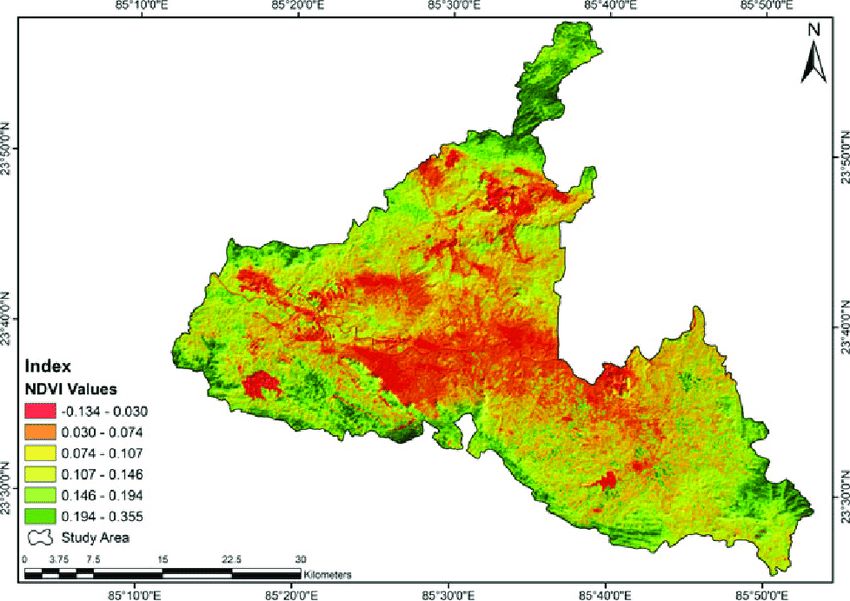 85°10'0"E 85°20'0"E 85°30'0"E 85°40'0"E 85°50'0"E
N
23°50'0"N 23°50'0"N
23°40'0"N 23°40'0"N
Index
NDVI Values
-0.134 - 0.030
0.030 - 0.074
0.074 - 0.107
0.107 - 0.146
0.146 - 0.194
0.194 - 0.355
Study Area
23°30'0"N 23°30'0"N
0 3.75 7.5 15 22.5 30
Kilometers
85°10'0"E 85°20'0"E 85°30'0"E 85°40'0"E 85°50'0"E